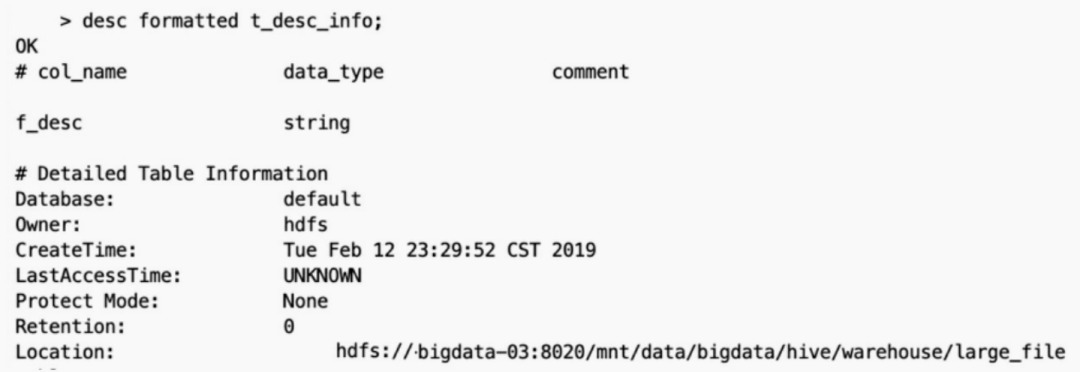 > desc formatted t_desc_info;
OK
# col_name data_type comment
f_desc string
# Detailed Table Information
Database: default
Owner: hdfs
CreateTime: Tue Feb 12 23:29:52 CST 2019
LastAccessTime: UNKNOWN
Protect Mode: None
Retention: 0
Location: hdfs://bigdata-03:8020/mnt/data/bigdata/hive/warehouse/large_file